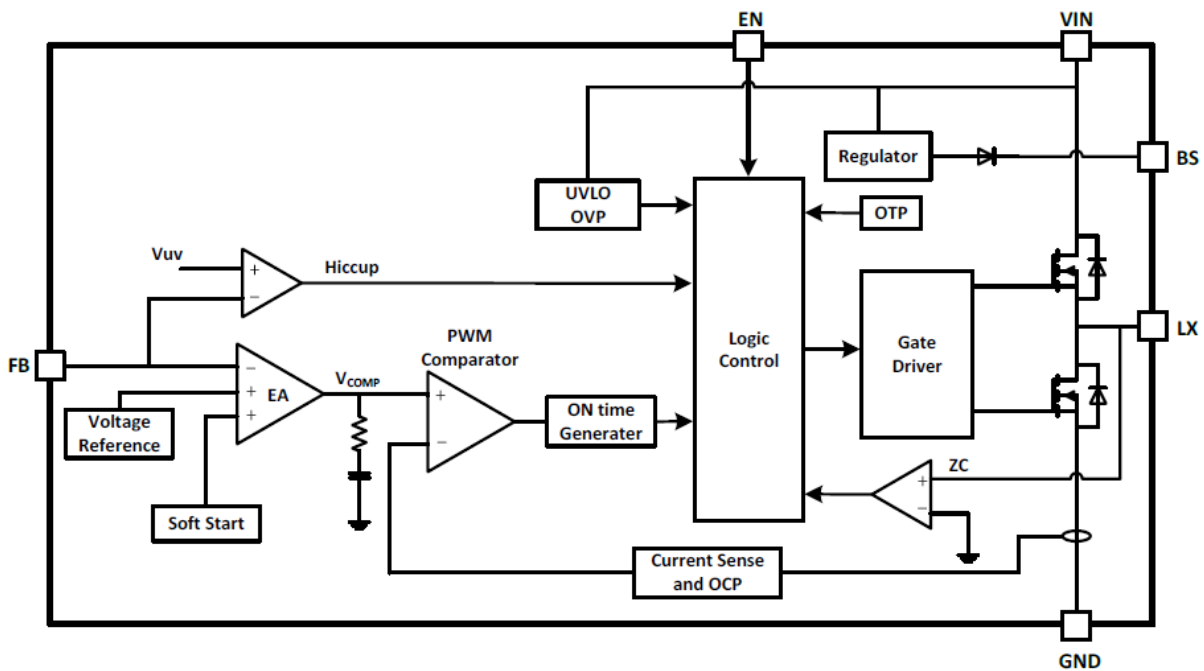 EN
VIN
Regulator
BS
UVLO
OVP
OTP
Vuv
+
−
Hiccup
Logic
Control
Gate
Driver
LX
PWM
Comparator
FB
−
+
+
EA
VCOMP
+
−
ON time
Generater
Voltage
Reference
ZC
+
−
Soft Start
Current Sense
and OCP
GND